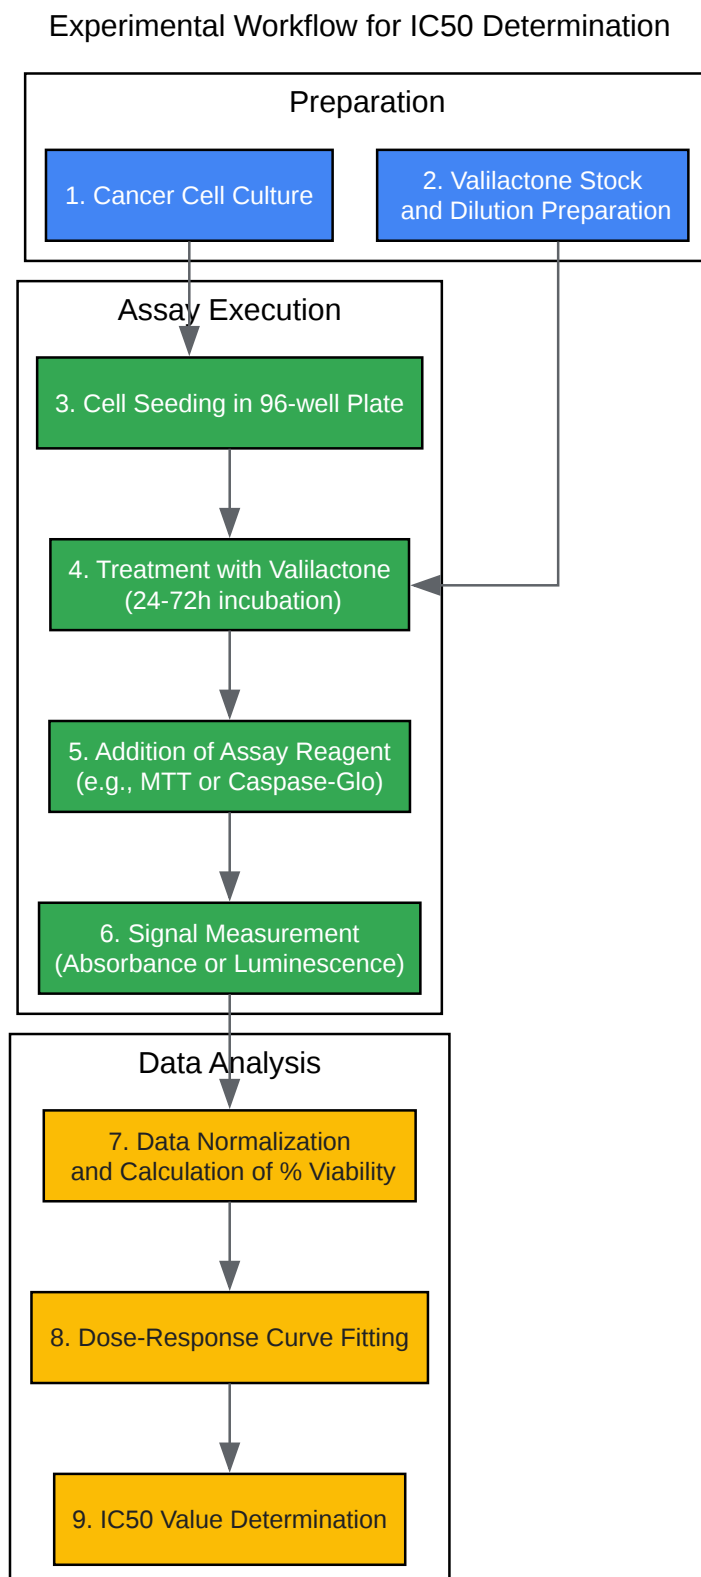 Experimental Workflow for IC50 Determination
Preparation
1. Cancer Cell Culture
2. Valilactone Stock
and Dilution Preparation
Assay Execution
3. Cell Seeding in 96-well Plate
4. Treatment with Valilactone
(24-72h incubation)
5. Addition of Assay Reagent
(e.g., MTT or Caspase-Glo)
6. Signal Measurement
(Absorbance or Luminescence)
Data Analysis
7. Data Normalization
and Calculation of % Viability
8. Dose-Response Curve Fitting
9. IC50 Value Determination